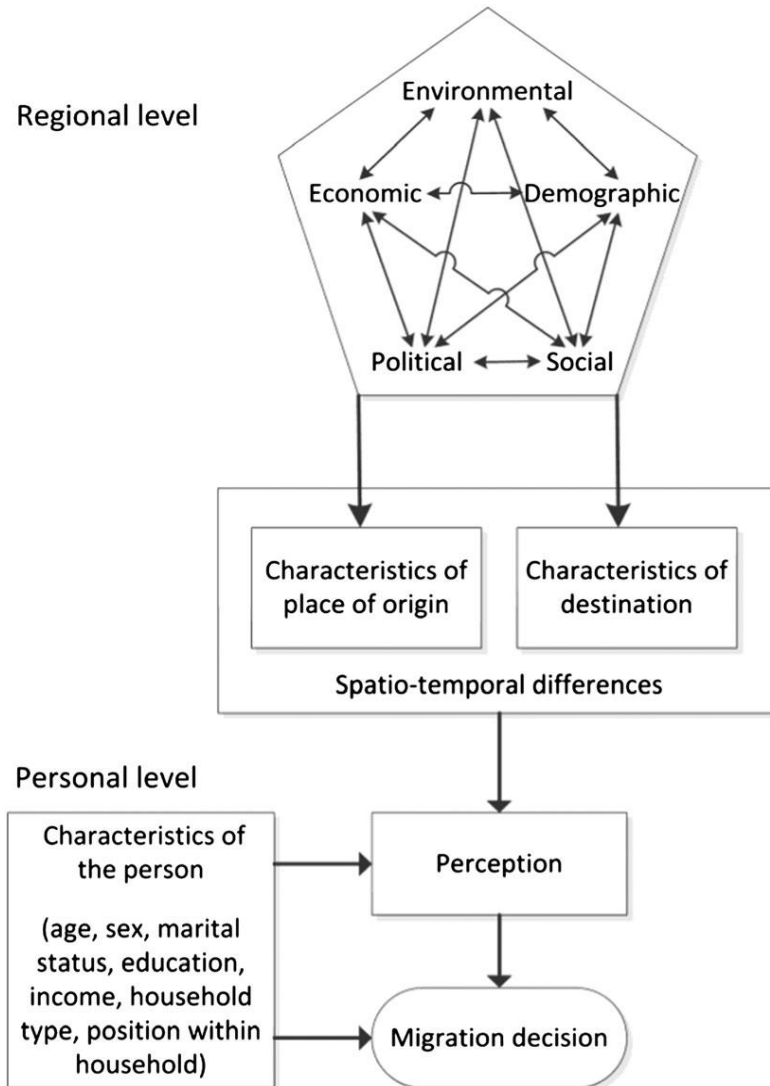 Regional level
Environmental
Economic
Demographic
Political
Social
Characteristics of
place of origin
Characteristics of
destination
Spatio-temporal differences
Personal level
Characteristics of
the person
(age, sex, marital
status, education,
income, household
type, position within
household)
Perception
Migration decision